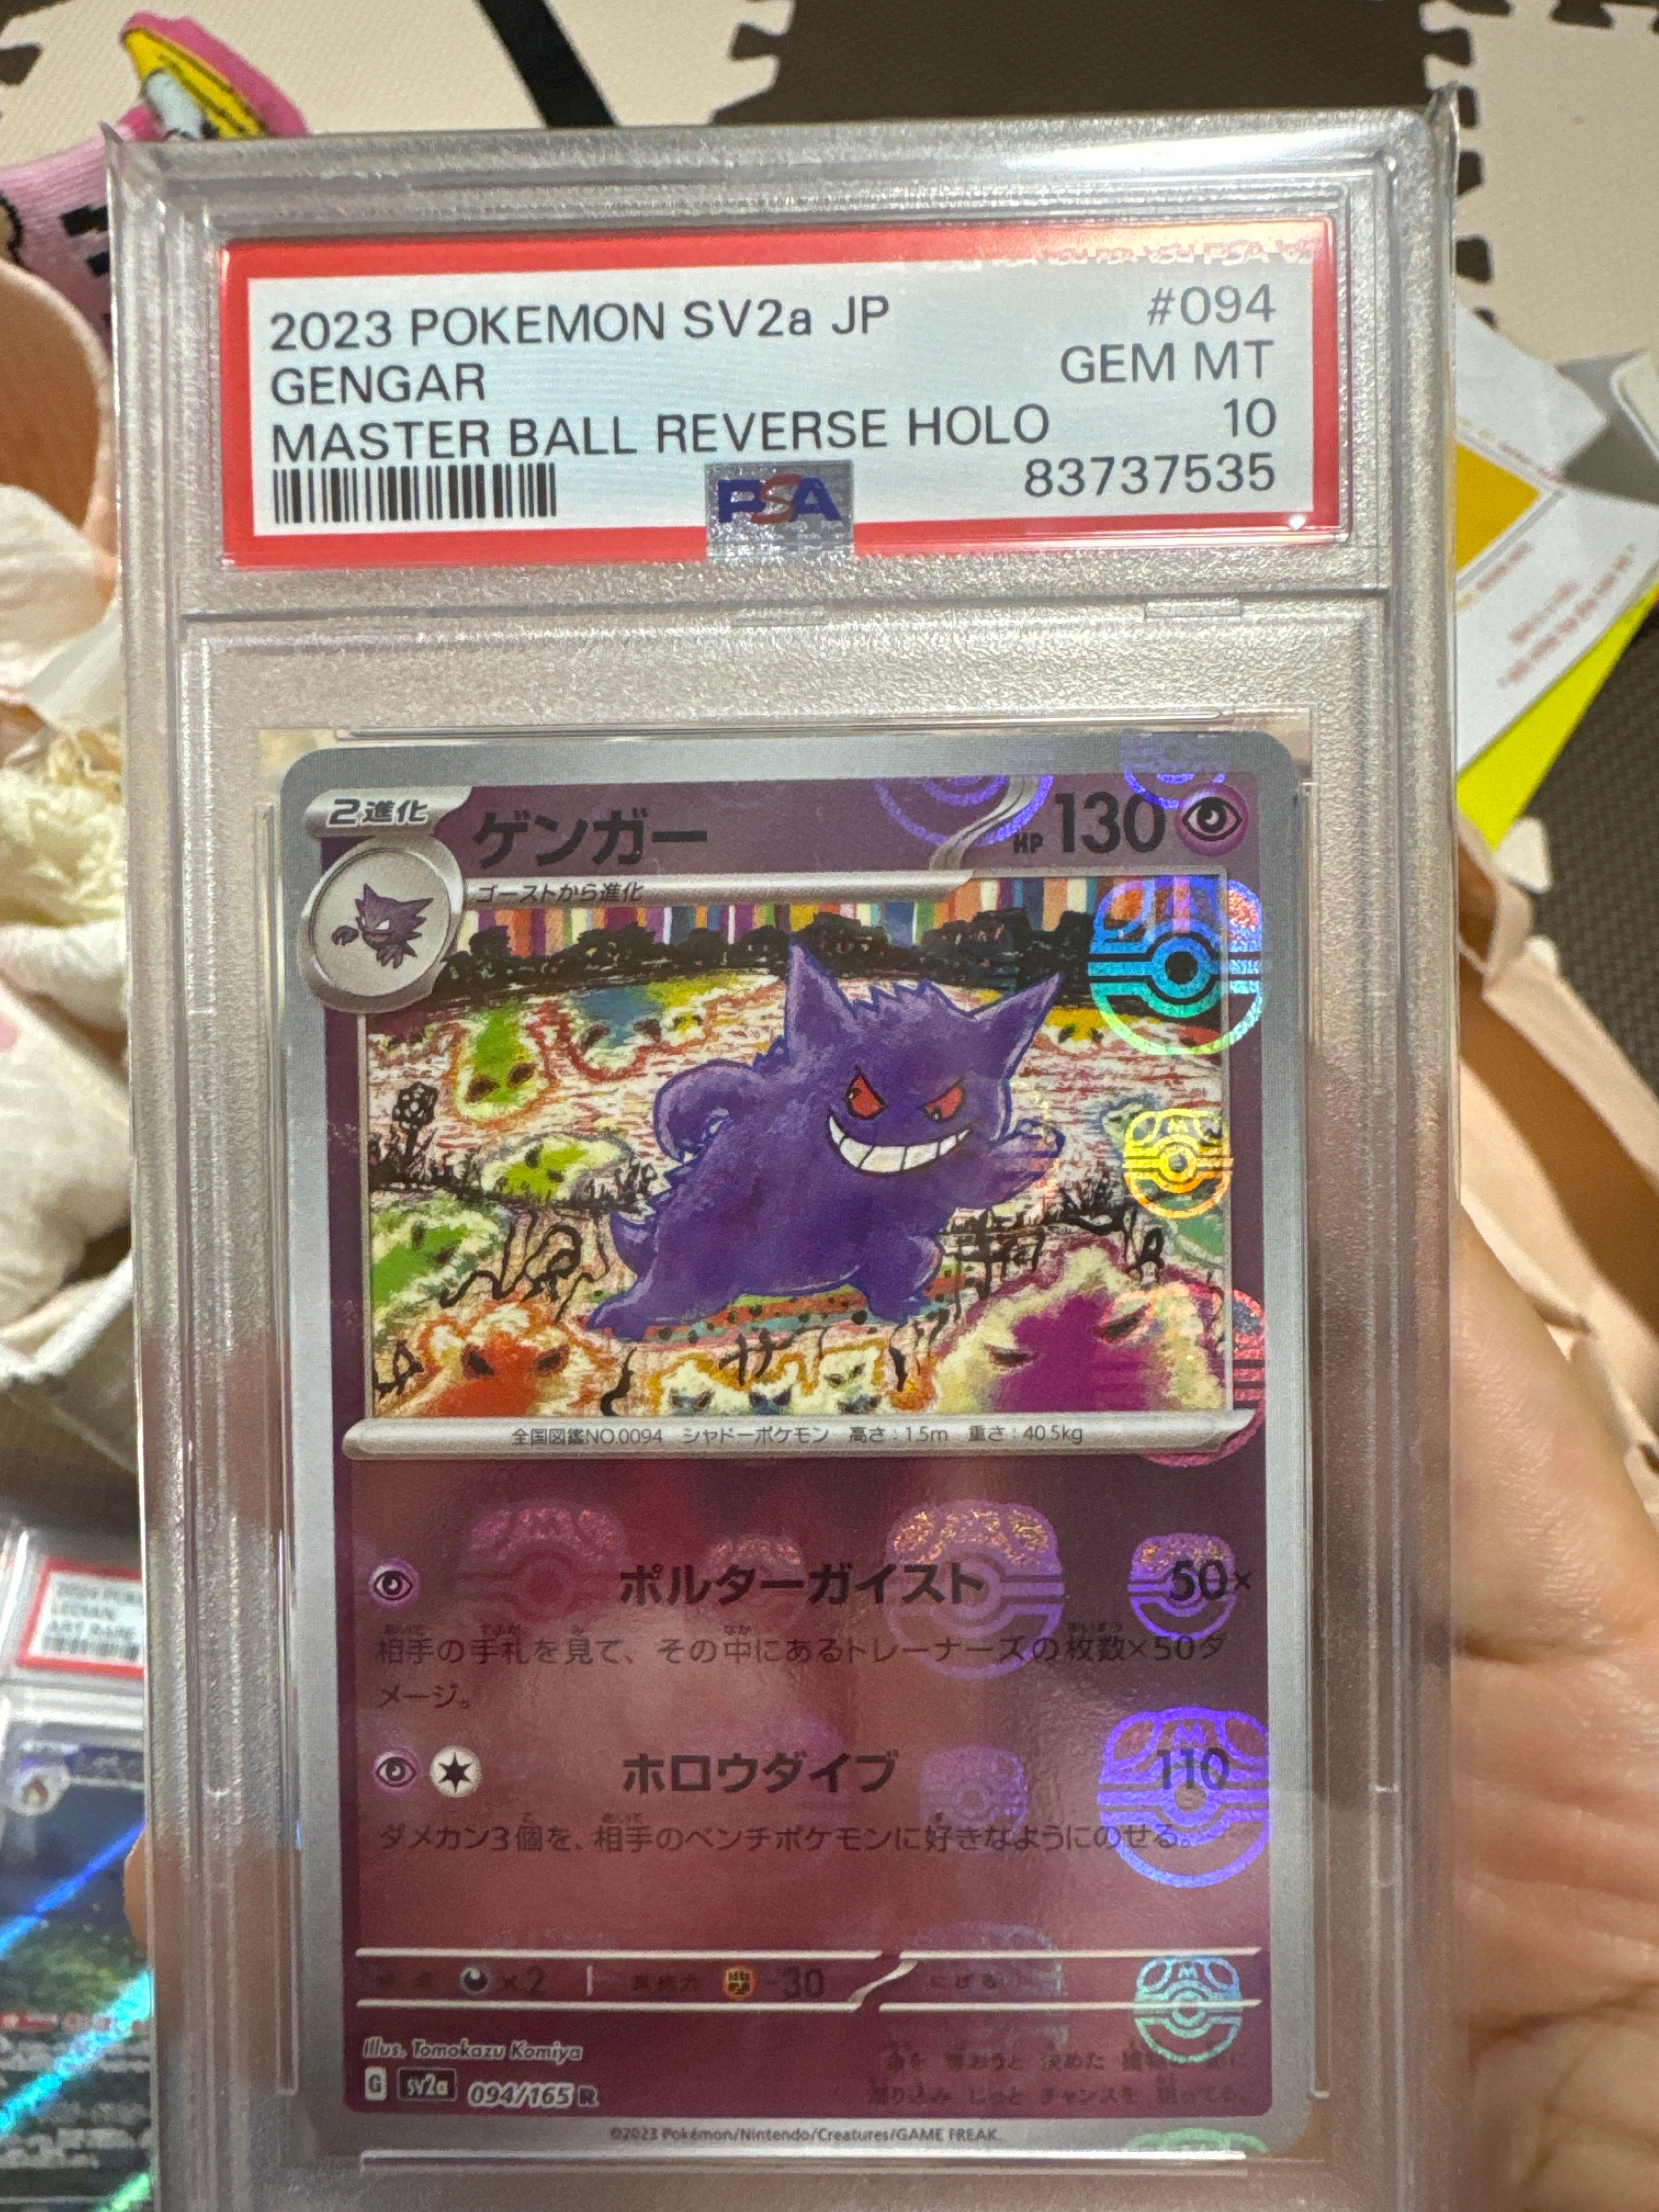 2023 POKEMON SV2a JP #094
GENGAR GEM MT
MASTER BALL REVERSE HOLO 10
PSA 83737535
2進化 ゲンガー HP 130
ゴーストから進化
全国図鑑NO.0094 シャドーポケモン 高さ:1.5m 重さ:40.5kg
ポルターガイスト 50×
相手の手札を見て、その中にあるトレーナーズの枚数×50ダ
メージ。
ホロウダイブ 110
ダメカン3個を、相手のベンチポケモンに好きなようにのせる。
×2 抵抗力 -30 にげる
Illus. Tomokazu Komiya
G sv2a 094/165 R
©2023 Pokémon/Nintendo/Creatures/GAME FREAK.